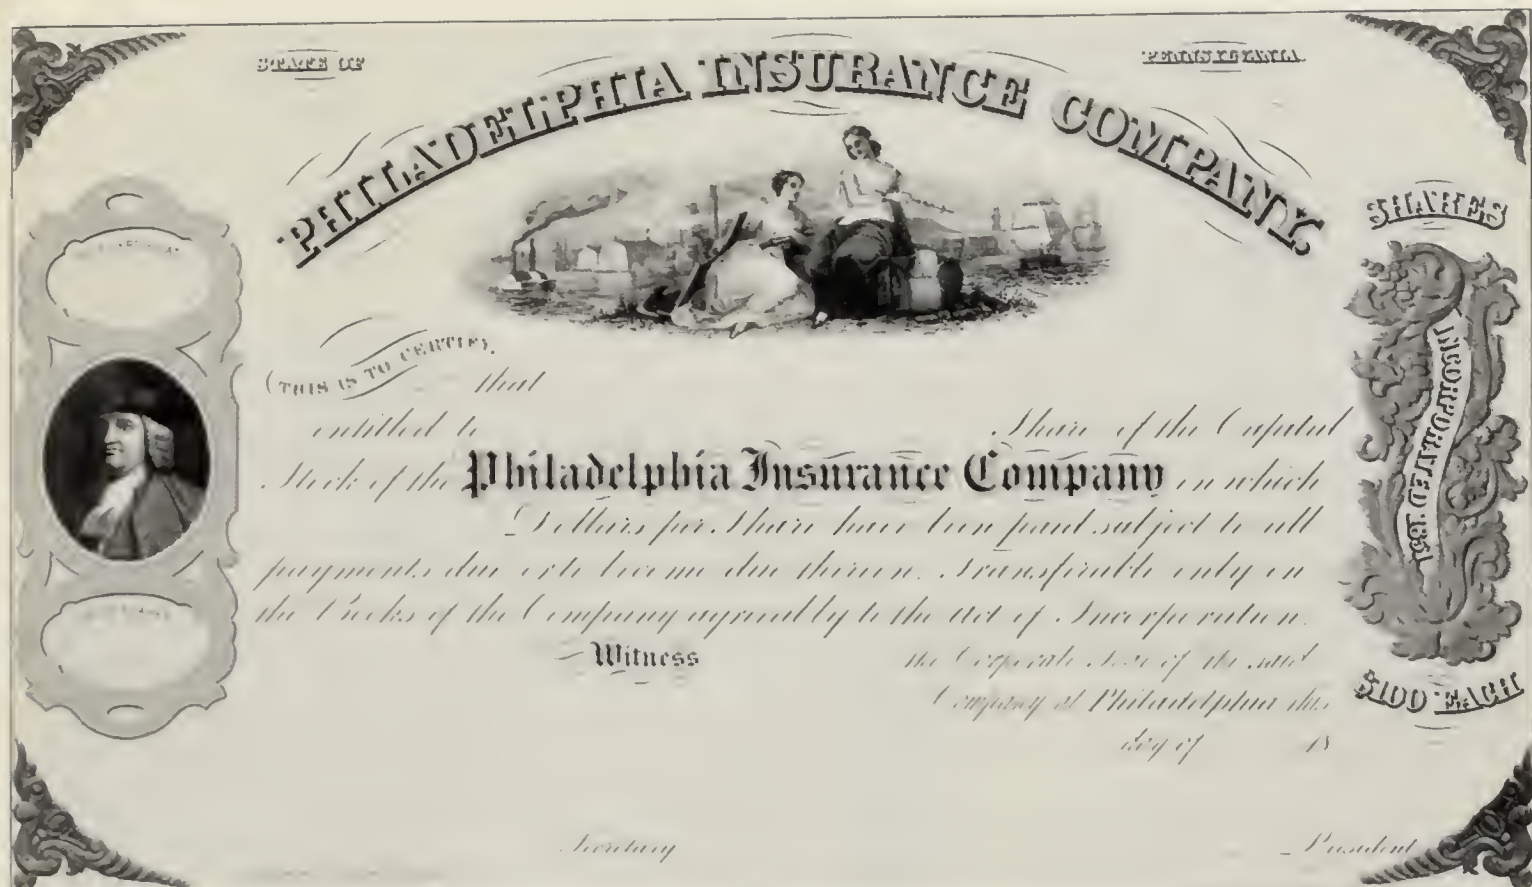 STATE OF
PENNSYLVANIA
PHILADELPHIA INSURANCE COMPANY.
SHARES
INCORPORATED 1851
$100 EACH
THIS IS TO CERTIFY,
that
entitled to Share of the Capital
Stock of the Philadelphia Insurance Company on which
Dollars per Share have been paid subject to all
payments due or to become due thereon. Transferable only on
the Books of the Company agreeably to the Act of Incorporation.
Witness the Corporate Seal of the said
Company at Philadelphia this
day of 18
Secretary President